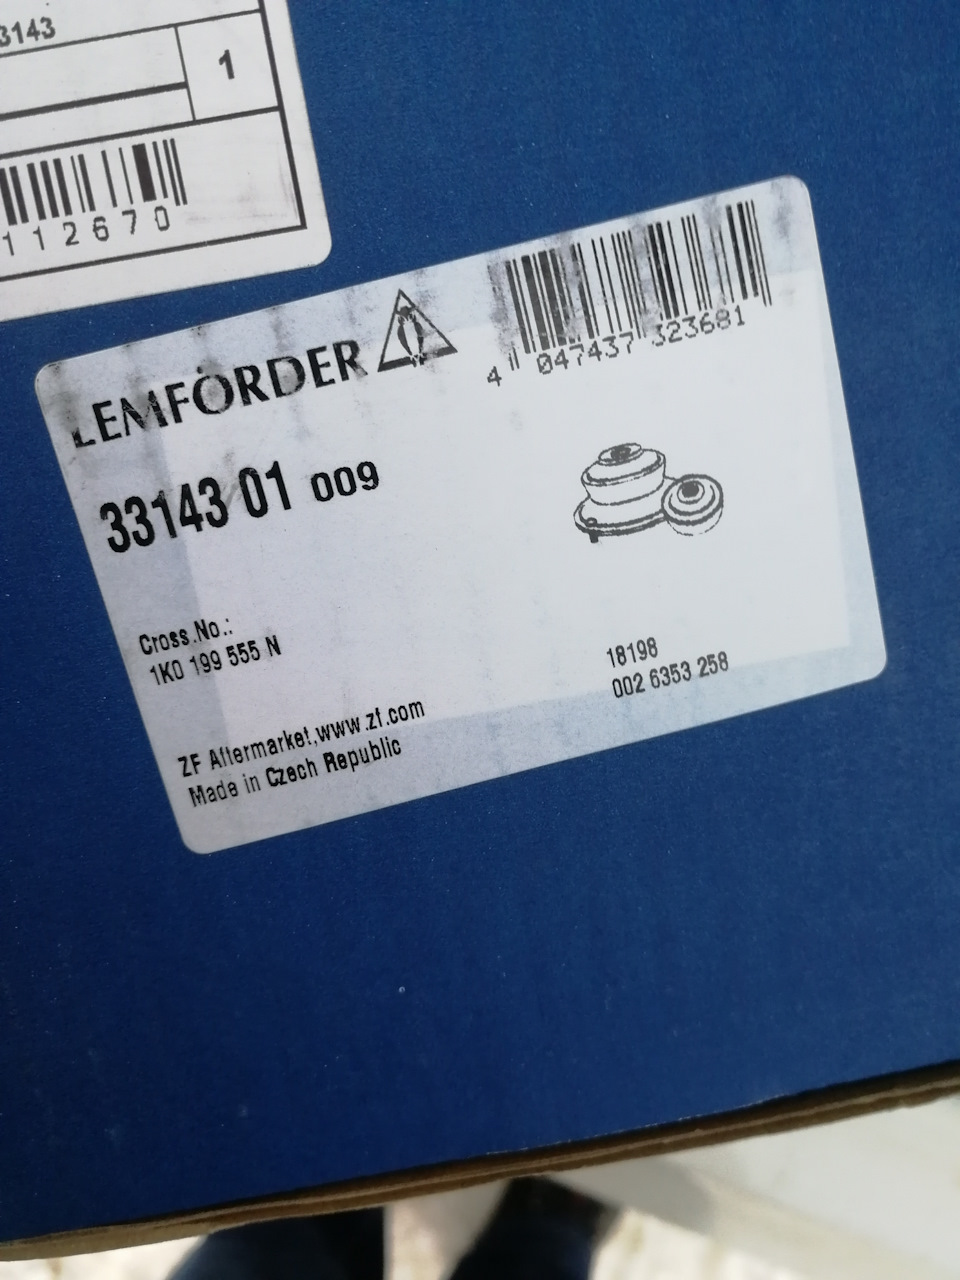 3143
1
112670
LEMFÖRDER
4 047437 323681
33143 01 009
Cross.No.:
1K0 199 555 N
18198
002 6353 258
ZF Aftermarket,www.zf.com
Made in Czech Republic